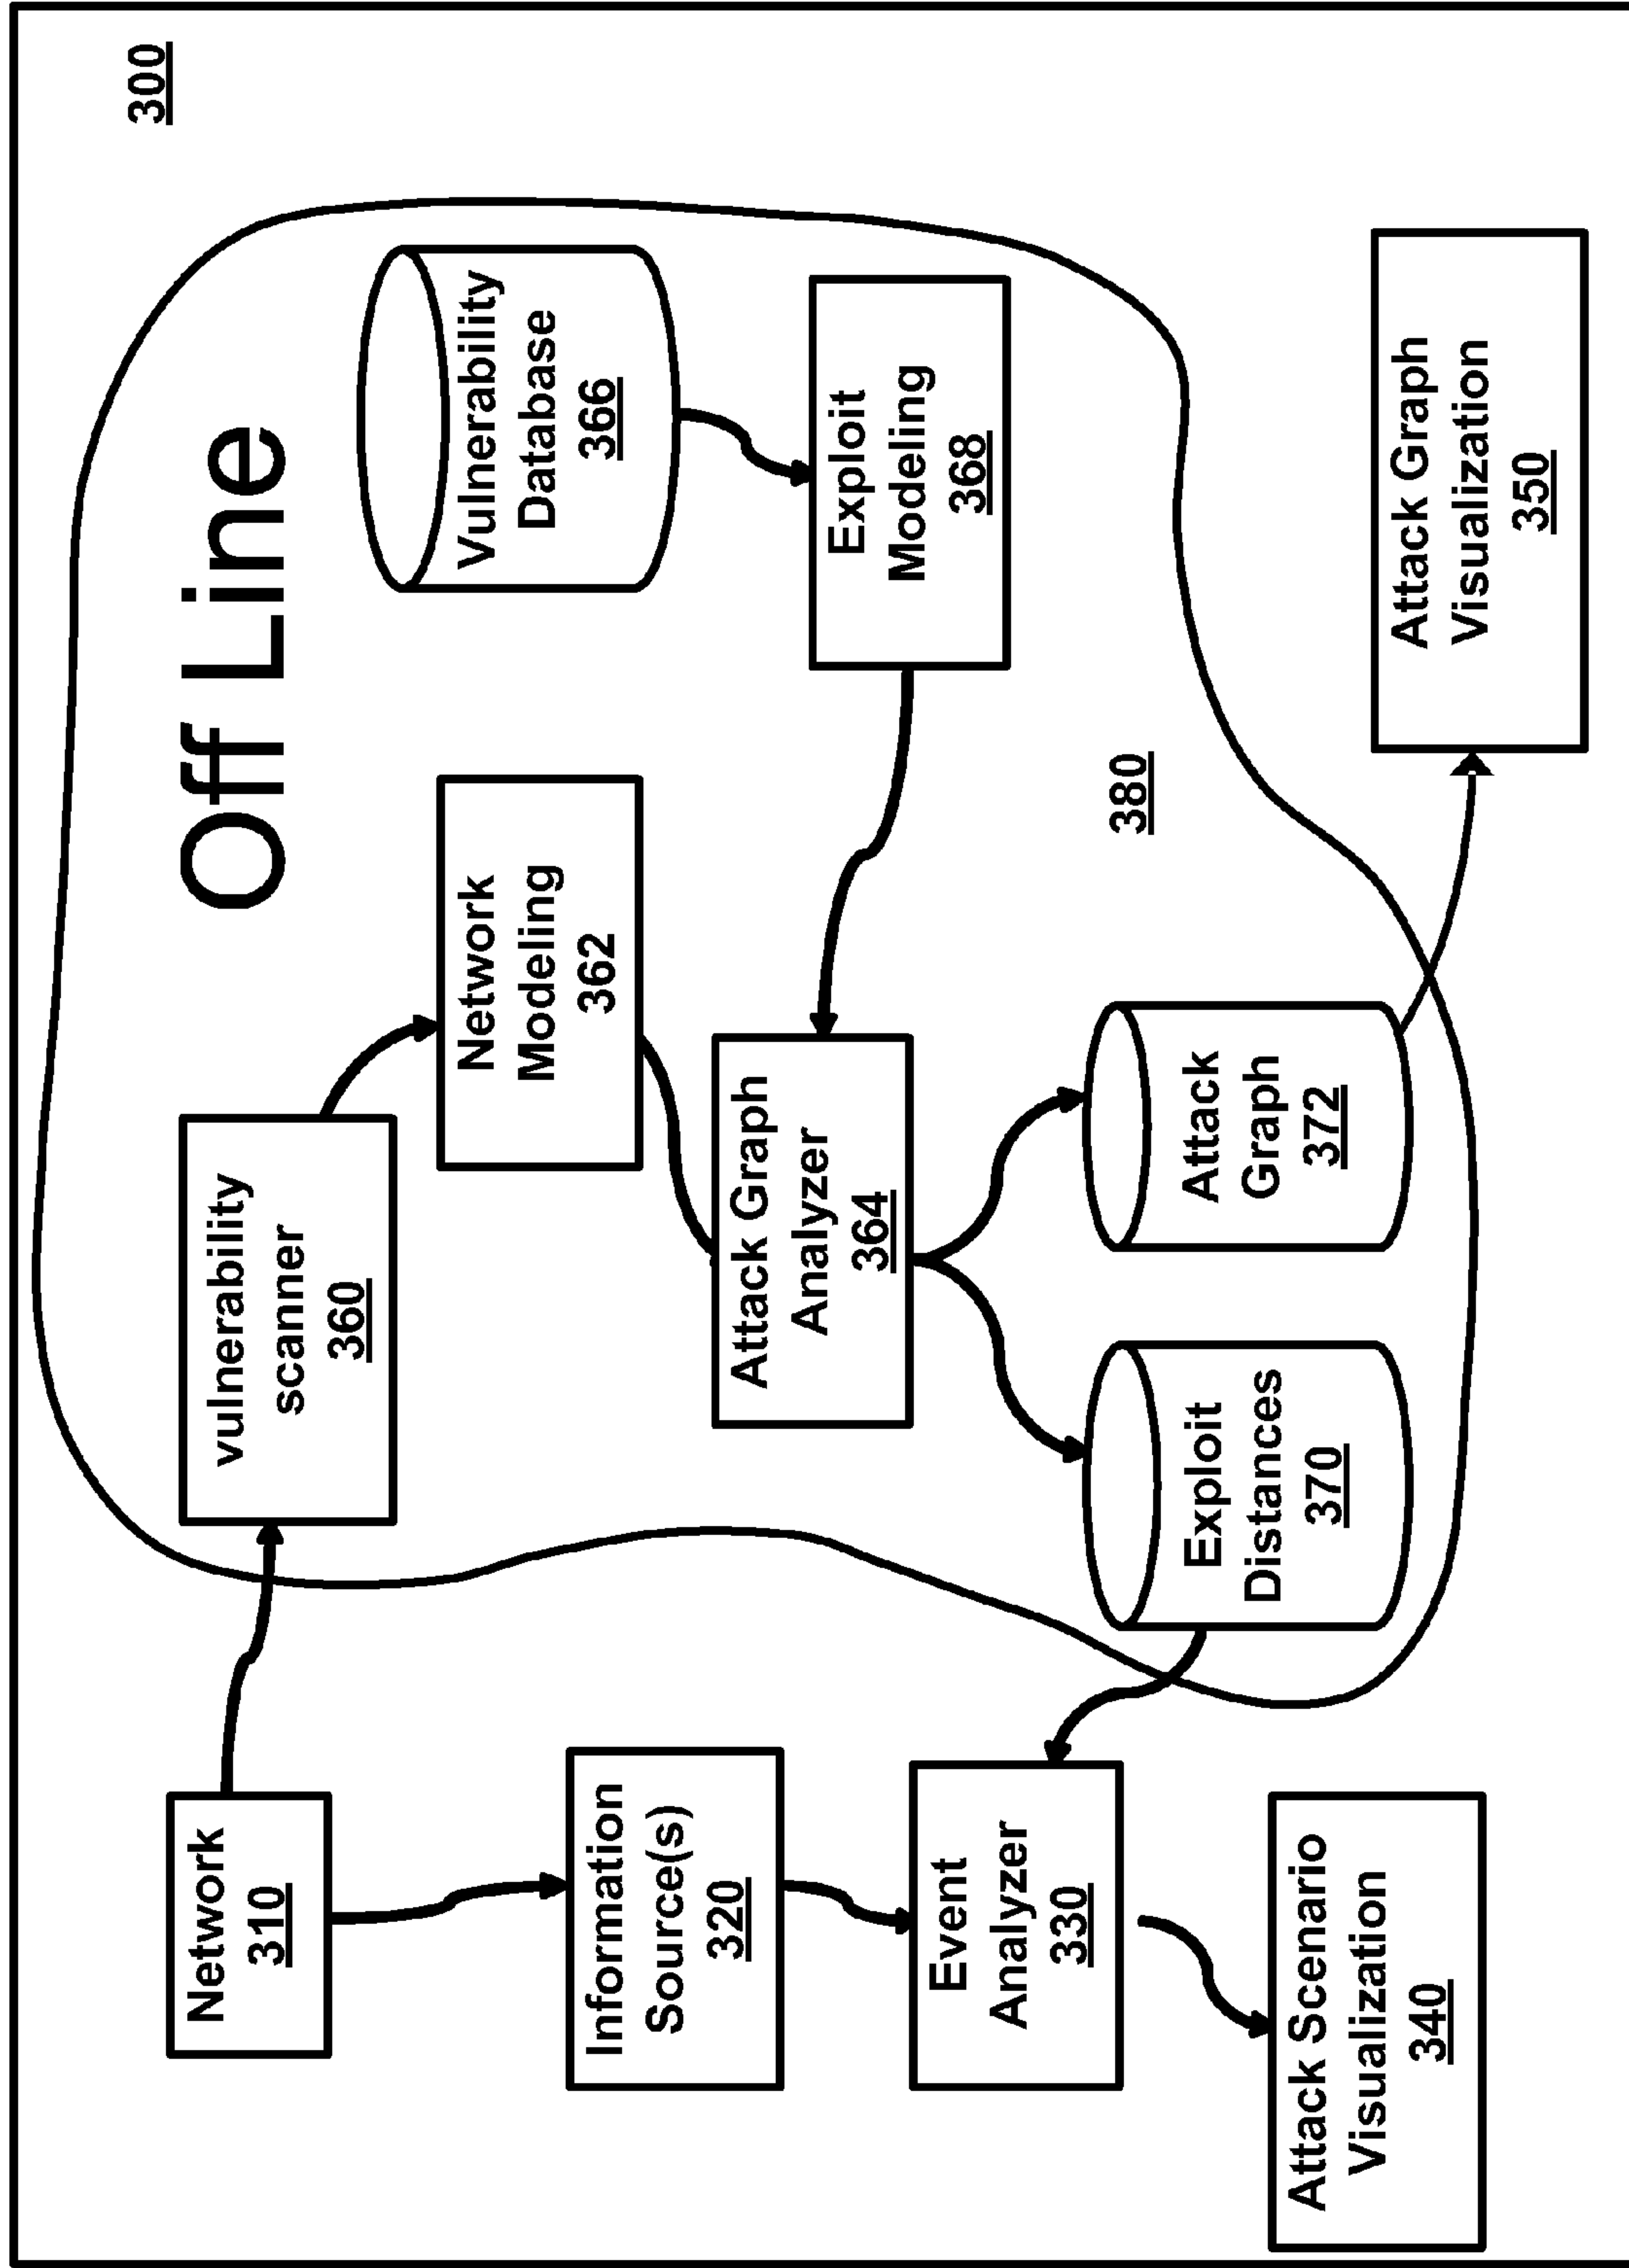 300
Off Line
Network
310
vulnerability
scanner
360
Network
Modeling
362
Vulnerability
Database
366
Information
Source(s)
320
Attack Graph
Analyzer
364
Exploit
Modeling
368
Event
Analyzer
330
Exploit
Distances
370
Attack
Graph
372
380
Attack Scenario
Visualization
340
Attack Graph
Visualization
350